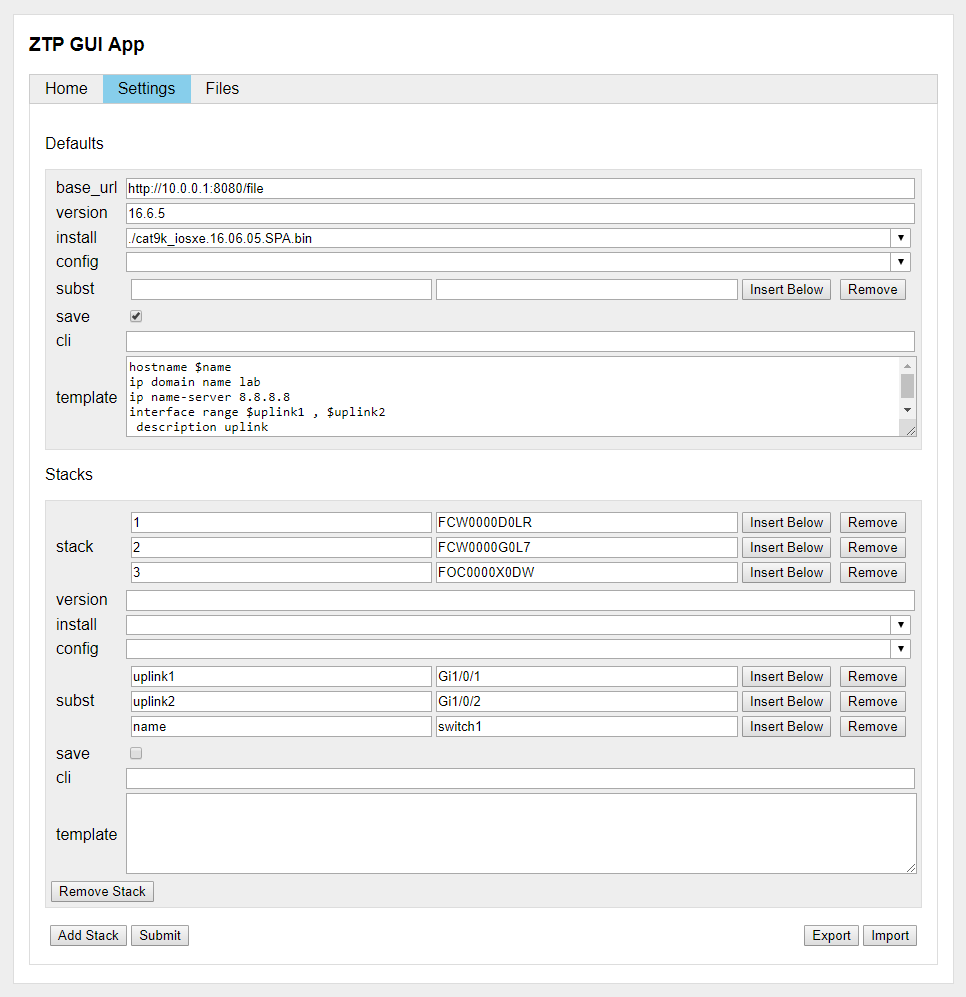 ZTP GUI App
Home Settings Files
Defaults
base_url http://10.0.0.1:8080/file
version 16.6.5
install ./cat9k_iosxe.16.06.05.SPA.bin
config
subst Insert Below Remove
save
cli
template
hostname $name
ip domain name lab
ip name-server 8.8.8.8
interface range $uplink1 , $uplink2
description uplink
Stacks
stack
1 FCW0000D0LR Insert Below Remove
2 FCW0000G0L7 Insert Below Remove
3 FOC0000X0DW Insert Below Remove
version
install
config
subst
uplink1 Gi1/0/1 Insert Below Remove
uplink2 Gi1/0/2 Insert Below Remove
name switch1 Insert Below Remove
save
cli
template
Remove Stack
Add Stack Submit Export Import